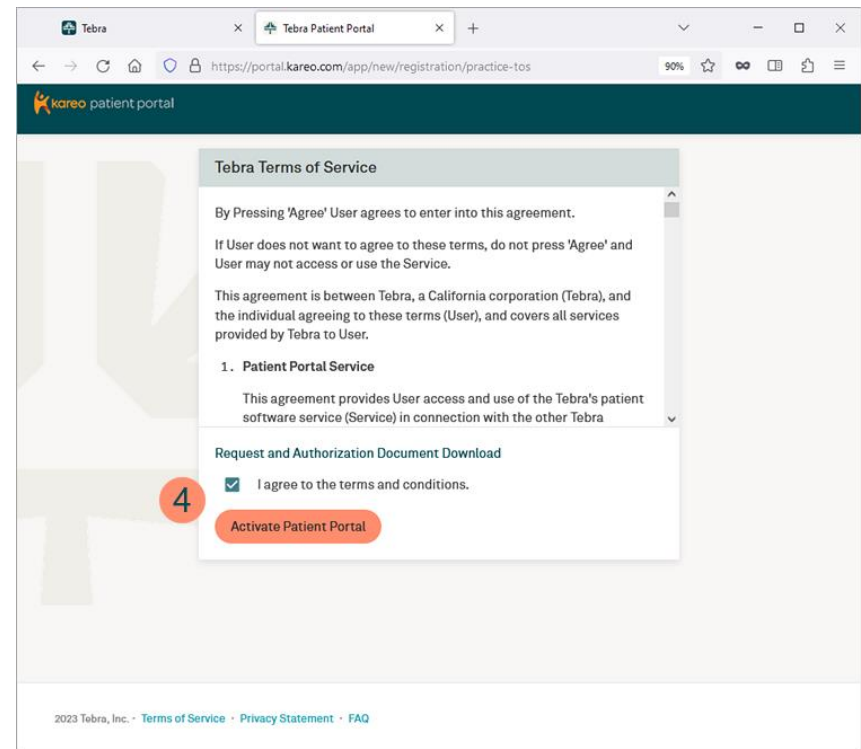 Tebra
Tebra Patient Portal
https://portal.kareo.com/app/new/registration/practice-tos
90%
kareo patient portal
Tebra Terms of Service
By Pressing 'Agree' User agrees to enter into this agreement.
If User does not want to agree to these terms, do not press 'Agree' and
User may not access or use the Service.
This agreement is between Tebra, a California corporation (Tebra), and
the individual agreeing to these terms (User), and covers all services
provided by Tebra to User.
1. Patient Portal Service
This agreement provides User access and use of the Tebra's patient
software service (Service) in connection with the other Tebra
Request and Authorization Document Download
I agree to the terms and conditions.
4
Activate Patient Portal
2023 Tebra, Inc. · Terms of Service · Privacy Statement · FAQ